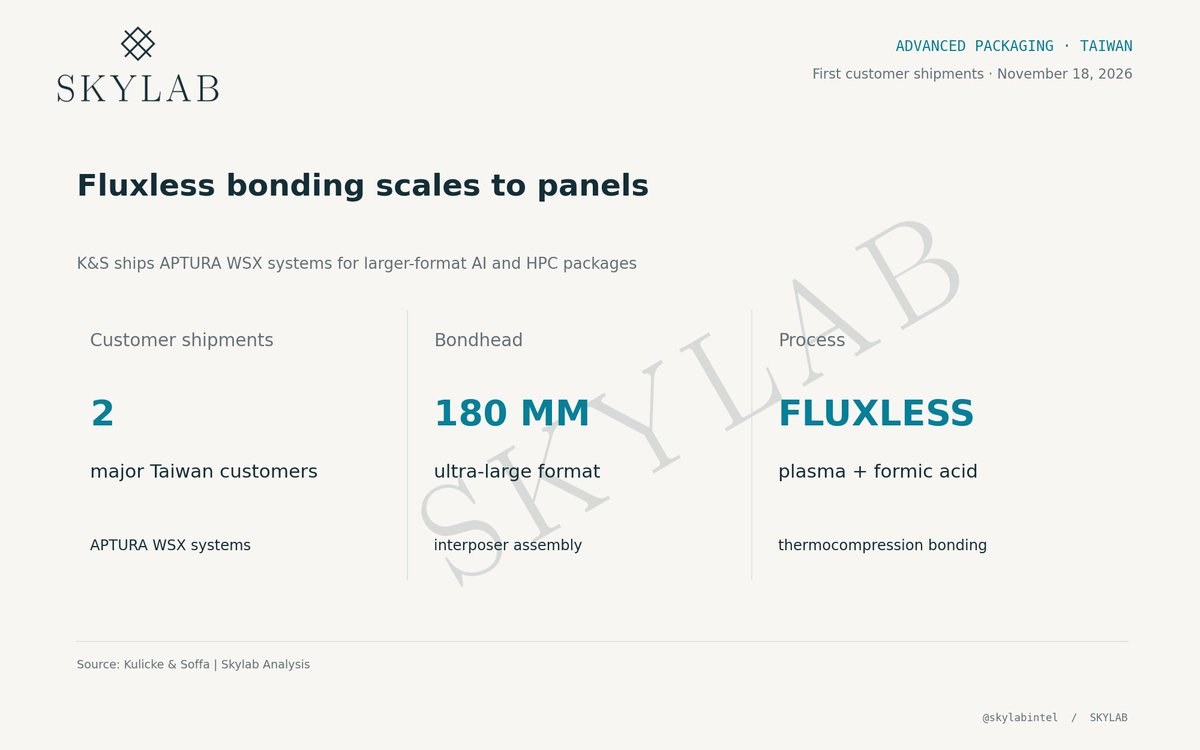 SKYLAB
ADVANCED PACKAGING · TAIWAN
First customer shipments · November 18, 2026
Fluxless bonding scales to panels
K&S ships APTURA WSX systems for larger-format AI and HPC packages
Customer shipments
2
major Taiwan customers
APTURA WSX systems
Bondhead
180 MM
ultra-large format
interposer assembly
Process
FLUXLESS
plasma + formic acid
thermocompression bonding
SKYLAB
Source: Kulicke & Soffa | Skylab Analysis
@skylabintel / SKYLAB